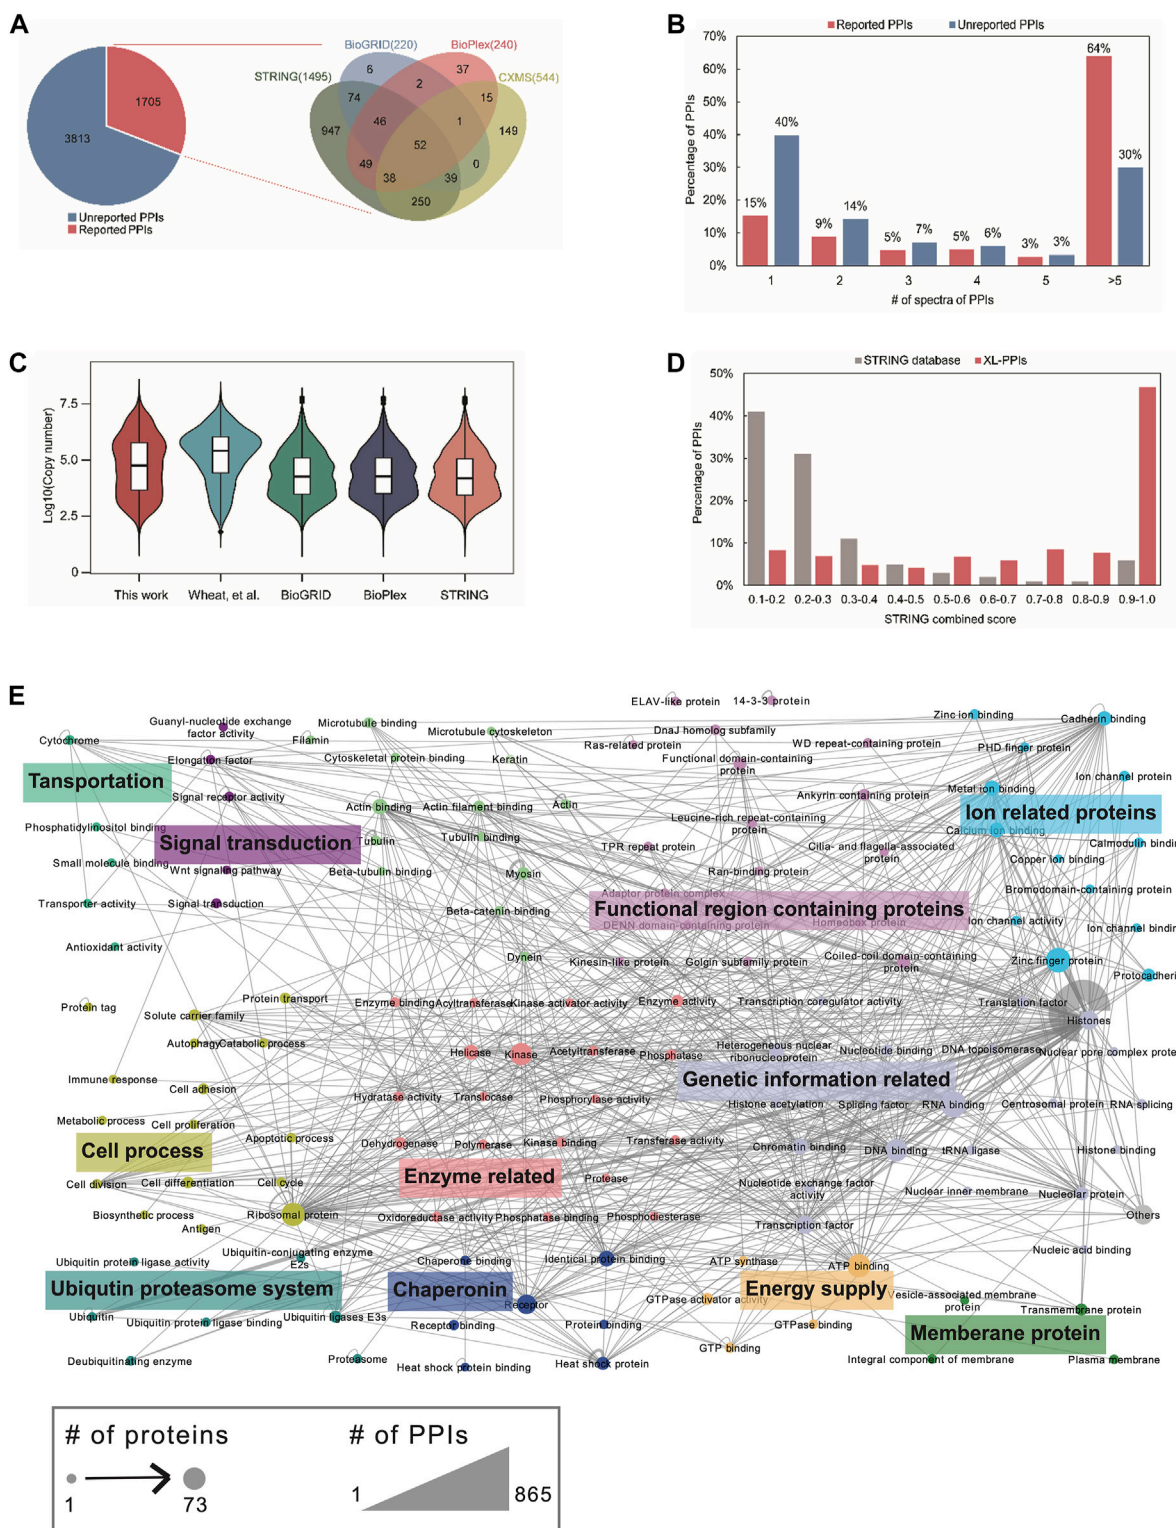 A
BioGRID(220)
BioPlex(240)
STRING(1495)
CXMS(544)
6
37
2
74
15
1705
46
1
947
149
3813
52
49
0
38
39
250
Unreported PPIs
Reported PPIs
B
Reported PPIs
Unreported PPIs
70%
60%
50%
40%
30%
20%
10%
0%
Percentage of PPIs
15%
40%
9%
14%
5%
7%
5%
6%
3%
3%
64%
30%
1
2
3
4
5
>5
# of spectra of PPIs
C
Log10(Copy number)
7.5
5.0
2.5
0
This work
Wheat, et al.
BioGRID
BioPlex
STRING
D
STRING database
XL-PPIs
50%
40%
30%
20%
10%
0%
Percentage of PPIs
0.1-0.2
0.2-0.3
0.3-0.4
0.4-0.5
0.5-0.6
0.6-0.7
0.7-0.8
0.8-0.9
0.9-1.0
STRING combined score
E
ELAV-like protein
14-3-3 protein
Guanyl-nucleotide exchange
factor activity
Microtubule binding
Zinc ion binding
Cadherin binding
Cytochrome
Filamin
Microtubule cytoskeleton
DnaJ homolog subfamily
Ras-related protein
WD repeat-containing protein
PHD finger protein
Elongation factor
Cytoskeletal protein binding
Keratin
Functional domain-containing
protein
Tansportation
Ion channel protein
Signal receptor activity
Ankyrin containing protein
Metal ion binding
Actin binding
Actin filament binding
Actin
Ion related proteins
Phosphatidylinositol binding
Leucine-rich repeat-containing
protein
Calcium ion binding
Signal transduction
Tubulin
Tubulin binding
TPR repeat protein
Cilia- and flagella-associated
protein
Calmodulin bindin
Small molecule binding
Copper ion binding
Wnt signaling pathway
Beta-tubulin binding
Myosin
Ran-binding protein
Bromodomain-containing protein
Adaptor protein complex
Transporter activity
Signal transduction
Beta-catenin binding
Functional region containing proteins
DENN domain-containing protein
Homeobox protein
Ion channel activity
Ion channel bindin
Antioxidant activity
Dynein
Kinesin-like protein
Golgin subfamily protein
Coiled-coil domain-containing
protein
Zinc finger protein
Protocadheri
Protein tag
Protein transport
Enzyme binding
Acyltransferase
Kinase activator activity
Enzyme activity
Transcription coregulator activity
Translation factor
Solute carrier family
Histones
Autophagy
Catabolic process
Helicase
Kinase
Acetyltransferase
Phosphatase
Heterogeneous nuclear
ribonucleoprotein
Nucleotide binding
DNA topoisomerase
Nuclear pore complex prote
Immune response
Cell adhesion
Genetic information related
Hydratase activity
Translocase
Phosphorylase activity
Histone acetylation
Splicing factor
RNA binding
Centrosomal protein
RNA splicing
Metabolic process
Cell proliferation
Apoptotic process
Dehydrogenase
Polymerase
Kinase binding
Transferase activity
Chromatin binding
DNA binding
tRNA ligase
Histone binding
Cell process
Enzyme related
Protease
Cell division
Cell differentiation
Cell cycle
Nucleotide exchange factor
activity
Nuclear inner membrane
Nucleolar protein
Biosynthetic process
Ribosomal protein
Oxidoreductase activity
Phosphatase binding
Phosphodiesterase
Transcription factor
Others
Antigen
Nucleic acid binding
Ubiquitin protein ligase activity
Ubiquitin-conjugating enzyme
E2s
Chaperone binding
Identical protein binding
ATP synthase
ATP binding
Ubiqutin proteasome system
Chaperonin
Energy supply
Receptor
GTPase activator activity
Vesicle-associated membrane
protein
Transmembrane protein
Ubiquitin
Ubiquitin protein ligase binding
Ubiquitin ligases E3s
Receptor binding
Protein binding
GTPase binding
Memberane protein
GTP binding
Deubiquitinating enzyme
Proteasome
Heat shock protein binding
Heat shock protein
Integral component of membrane
Plasma membrane
# of proteins
# of PPIs
1
73
1
865